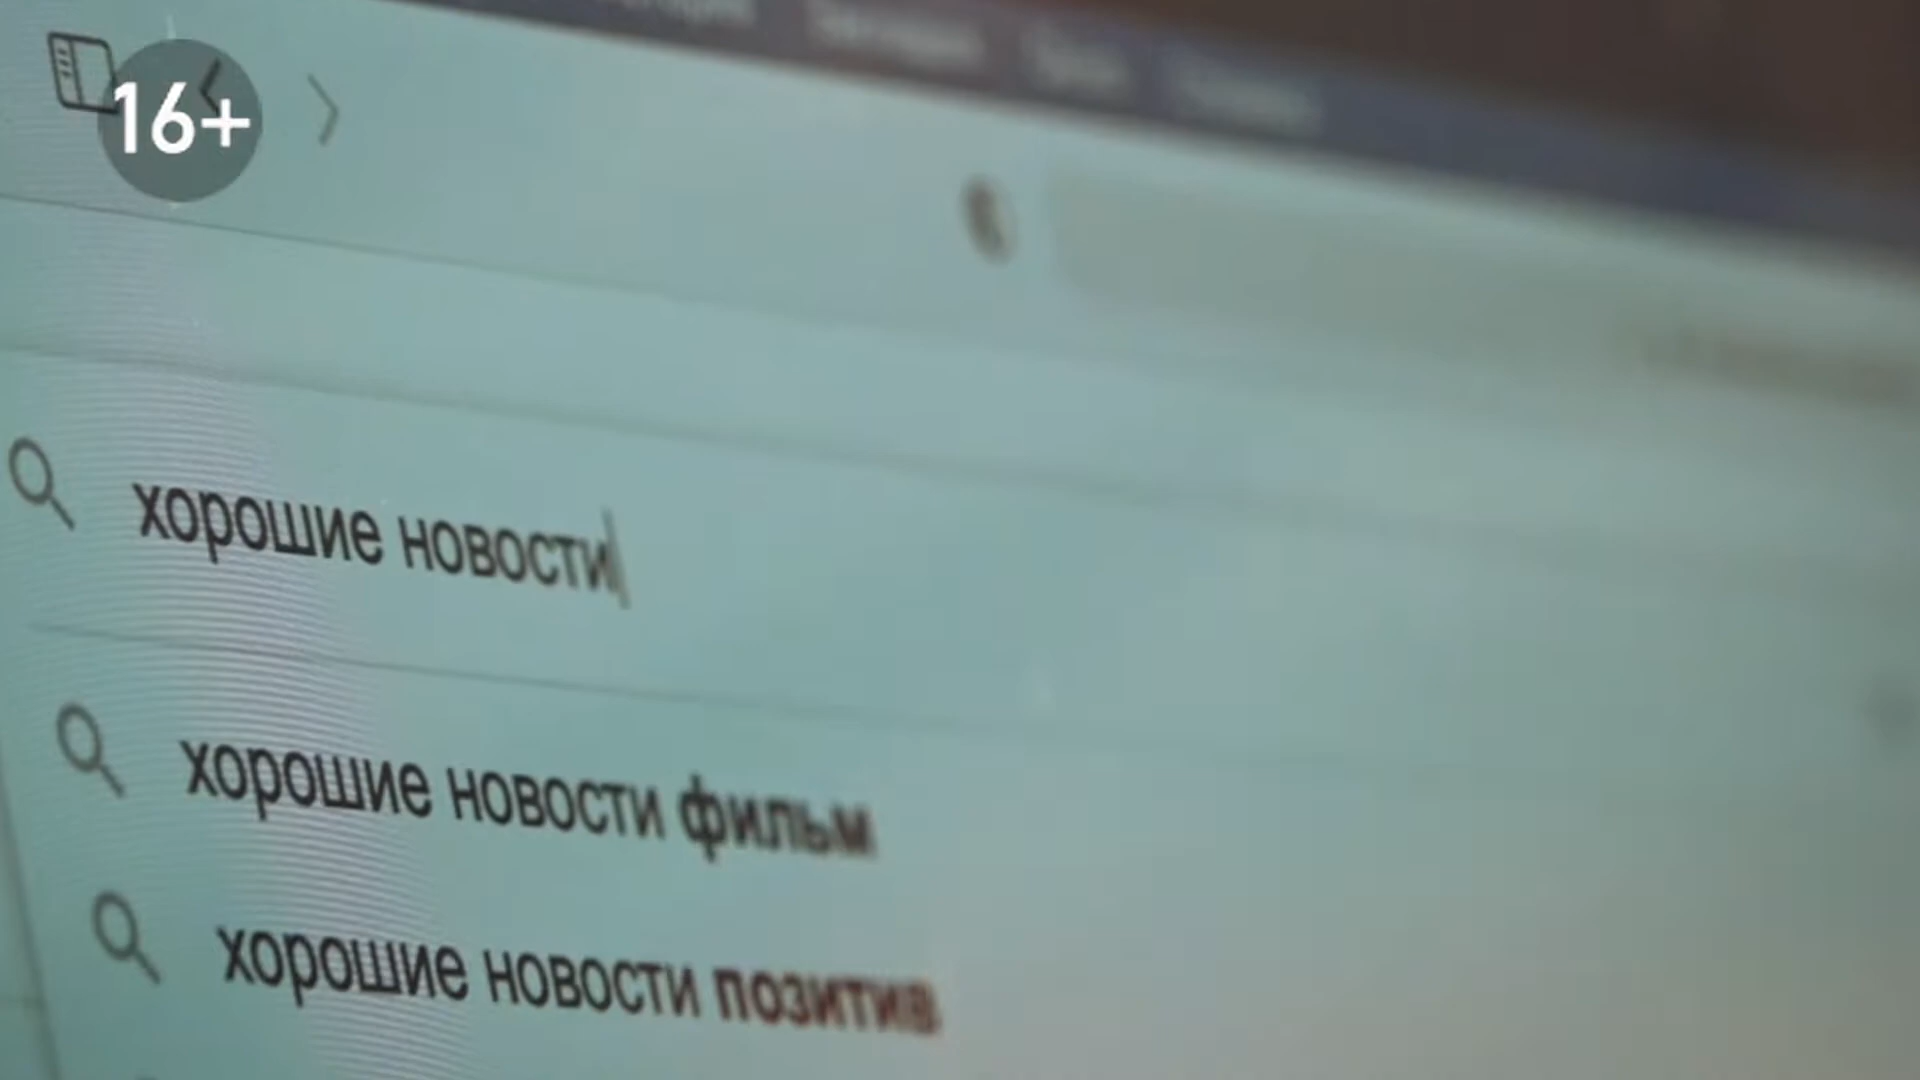 16+
хорошие новости
хорошие новости фильм
хорошие новости позитив